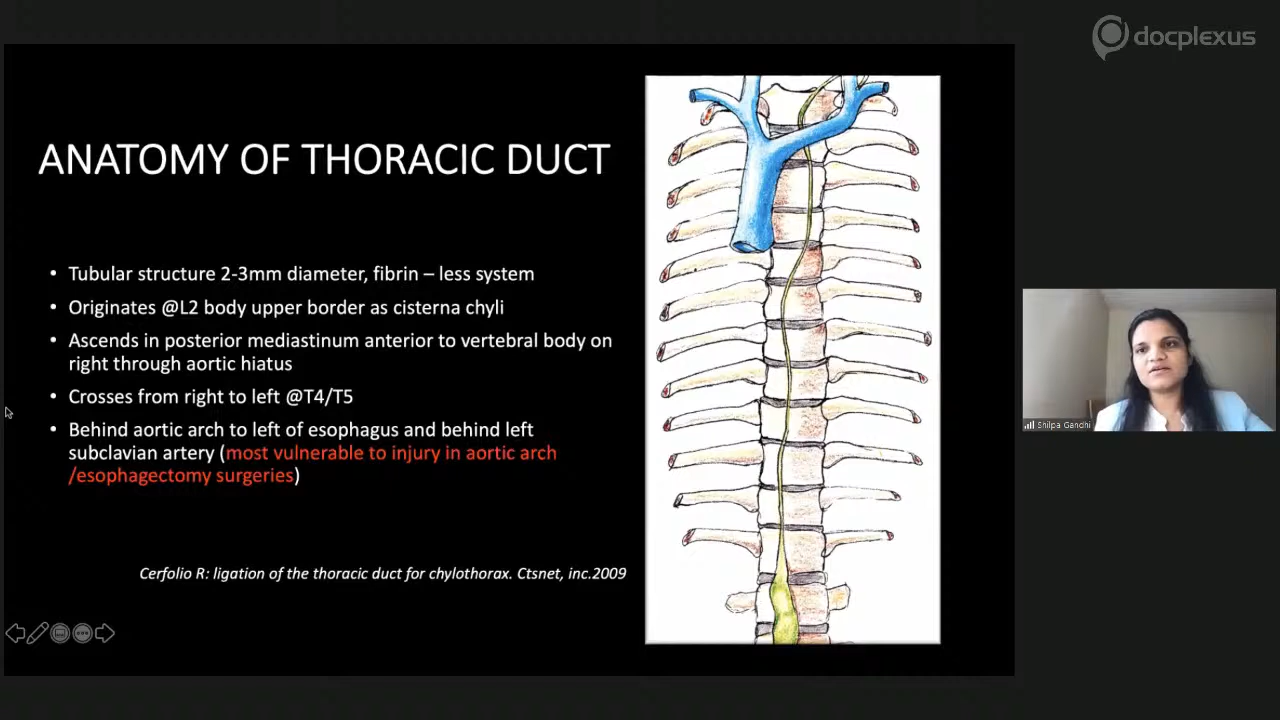 docplexus
ANATOMY OF THORACIC DUCT
• Tubular structure 2-3mm diameter, fibrin – less system
• Originates @L2 body upper border as cisterna chyli
• Ascends in posterior mediastinum anterior to vertebral body on
right through aortic hiatus
• Crosses from right to left @T4/T5
• Behind aortic arch to left of esophagus and behind left
subclavian artery (most vulnerable to injury in aortic arch
/esophagectomy surgeries)
Cerfolio R: ligation of the thoracic duct for chylothorax. Ctsnet, inc.2009
Shilpa Gandhi